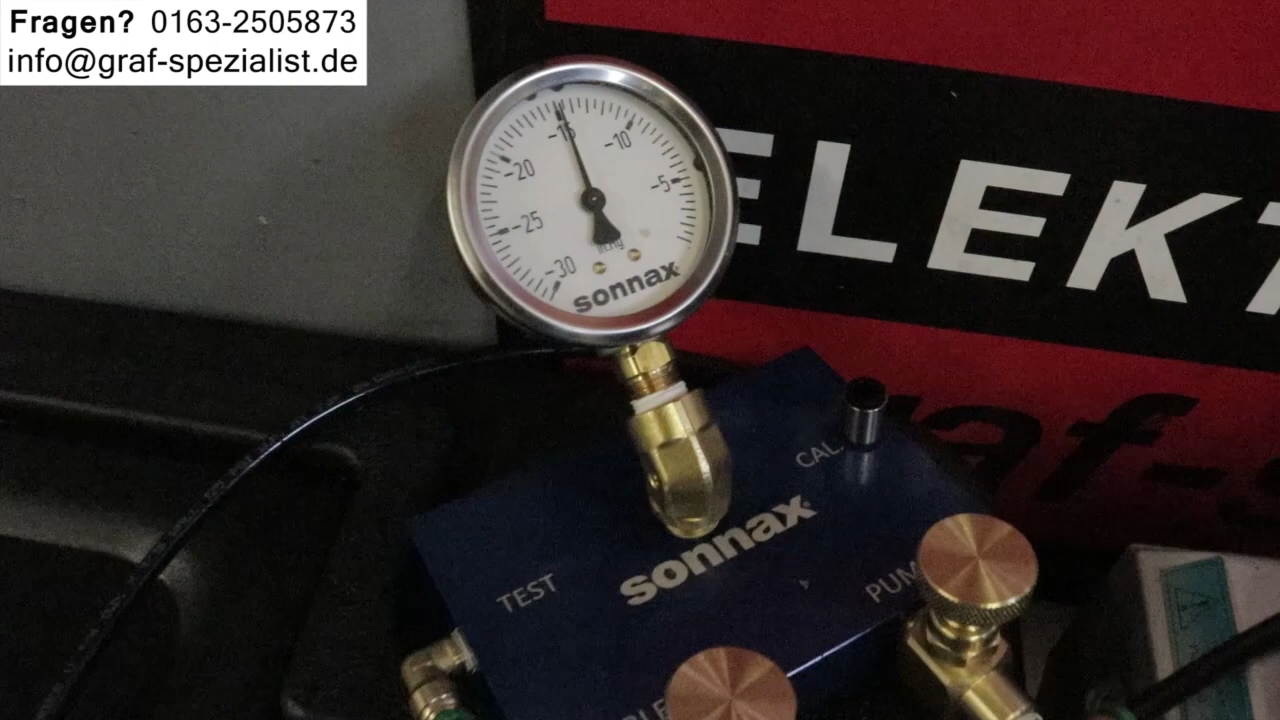 Fragen? 0163-2505873
info@graf-spezialist.de
ELEKT
-15
-10
-20
-5
-25
-30
sonnax
CAL.
sonnax
TEST
PUM